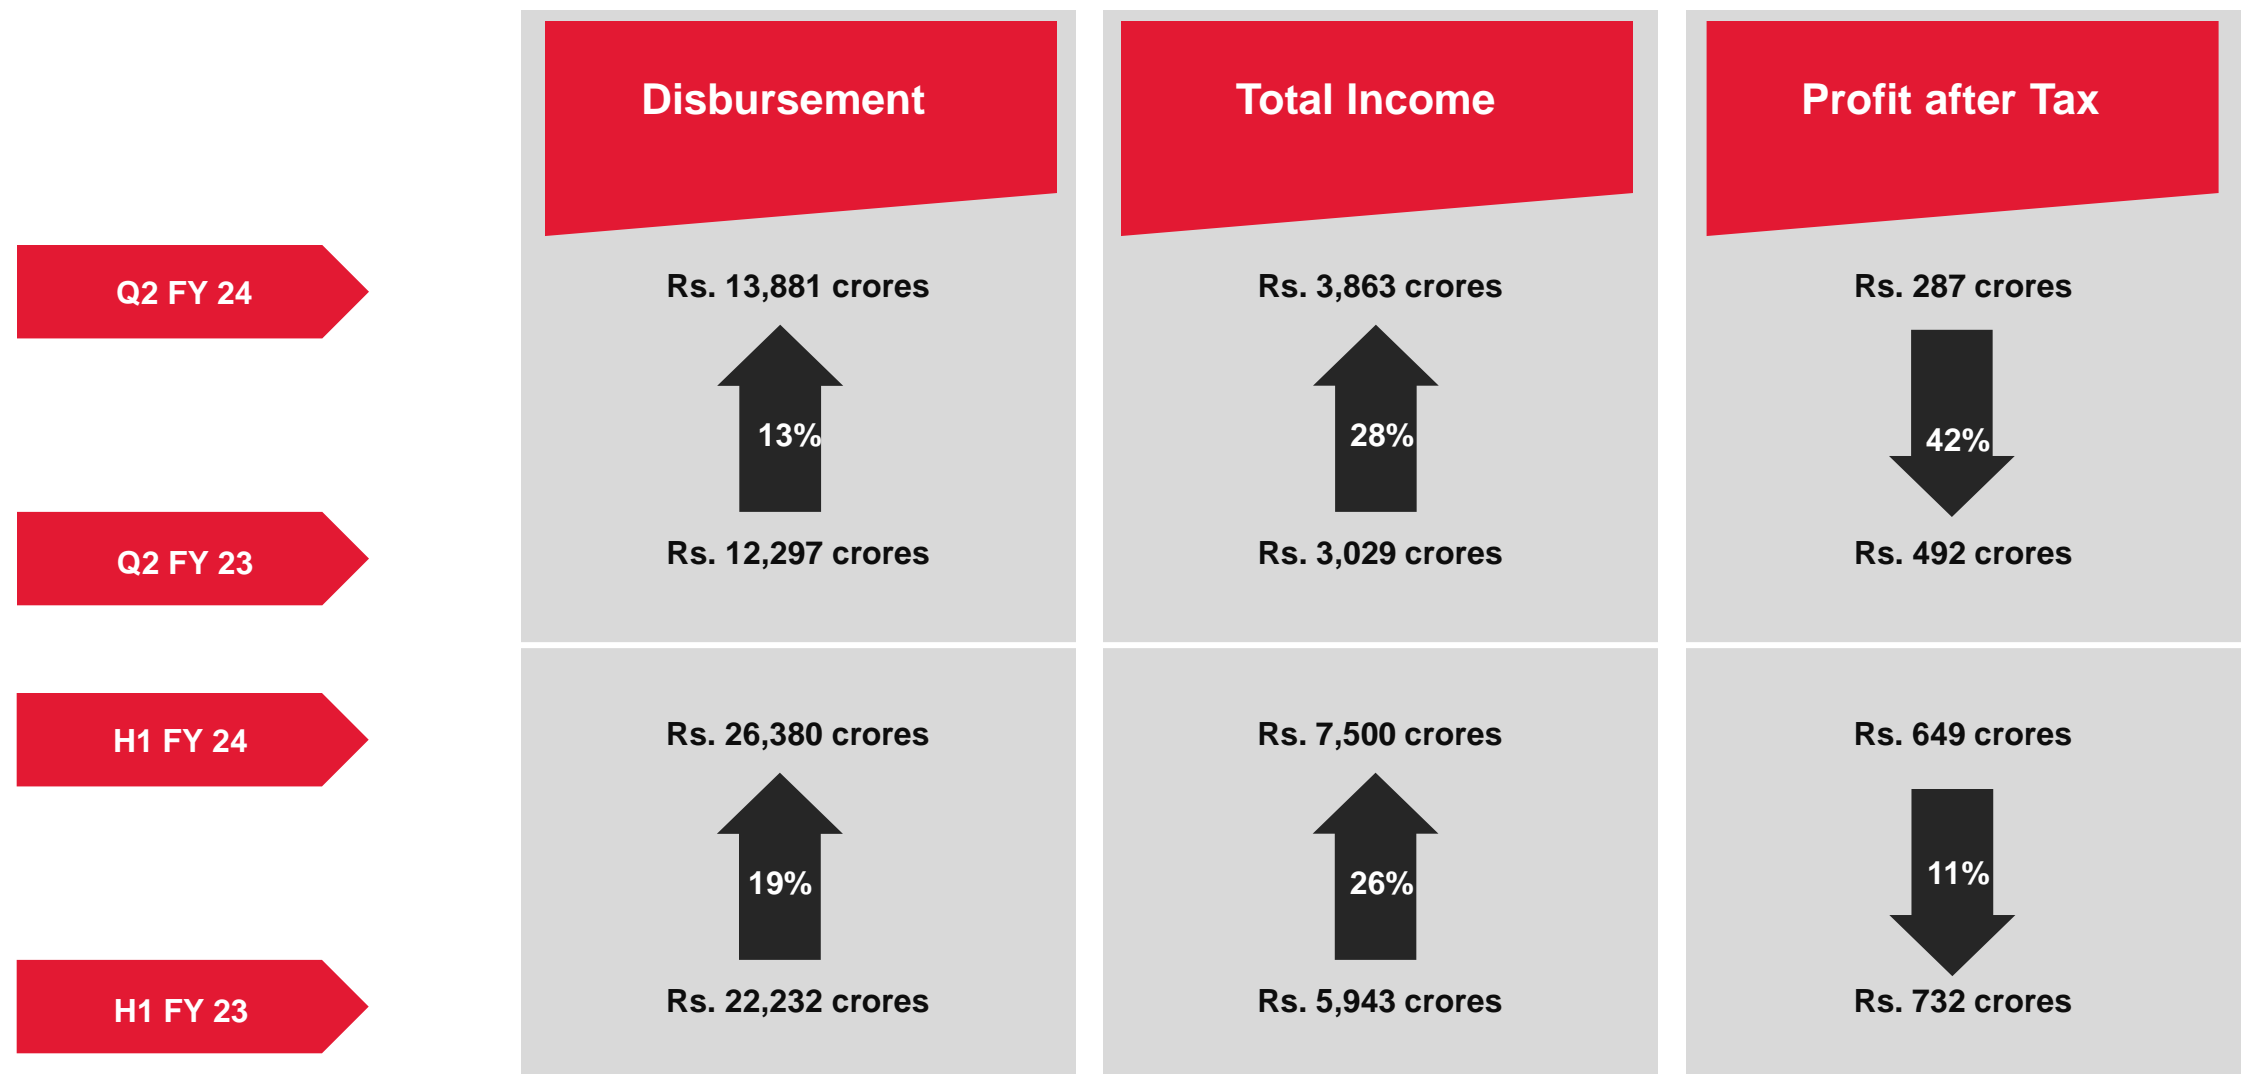 Disbursement
Total Income
Profit after Tax
Q2 FY 24
Rs. 13,881 crores
Rs. 3,863 crores
Rs. 287 crores
13%
28%
42%
Q2 FY 23
Rs. 12,297 crores
Rs. 3,029 crores
Rs. 492 crores
H1 FY 24
Rs. 26,380 crores
Rs. 7,500 crores
Rs. 649 crores
19%
26%
11%
H1 FY 23
Rs. 22,232 crores
Rs. 5,943 crores
Rs. 732 crores